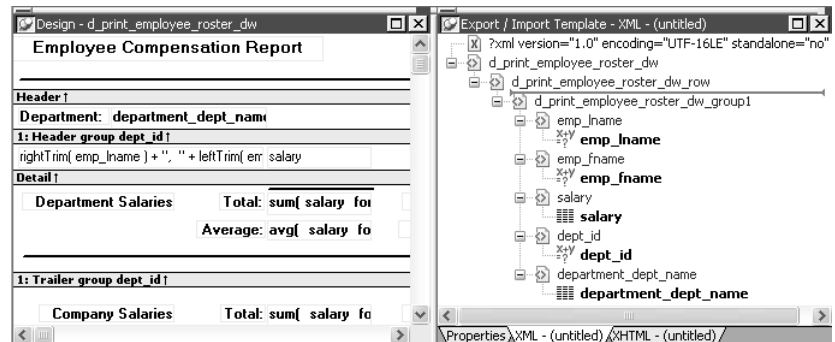 Design - d_print_employee_roster_dw
Employee Compensation Report
Header ↑
Department: department_dept_name
1: Header group dept_id ↑
rightTrim( emp_lname ) + ", " + leftTrim( em salary
Detail ↑
Department Salaries Total: sum( salary for
Average: avg( salary fo
1: Trailer group dept_id ↑
Company Salaries Total: sum( salary fo
Export / Import Template - XML - (untitled)
?xml version="1.0" encoding="UTF-16LE" standalone="no"
d_print_employee_roster_dw
d_print_employee_roster_dw_row
d_print_employee_roster_dw_group1
emp_lname
emp_lname
emp_fname
emp_fname
salary
salary
dept_id
dept_id
department_dept_name
department_dept_name
Properties XML - (untitled) XHTML - (untitled)